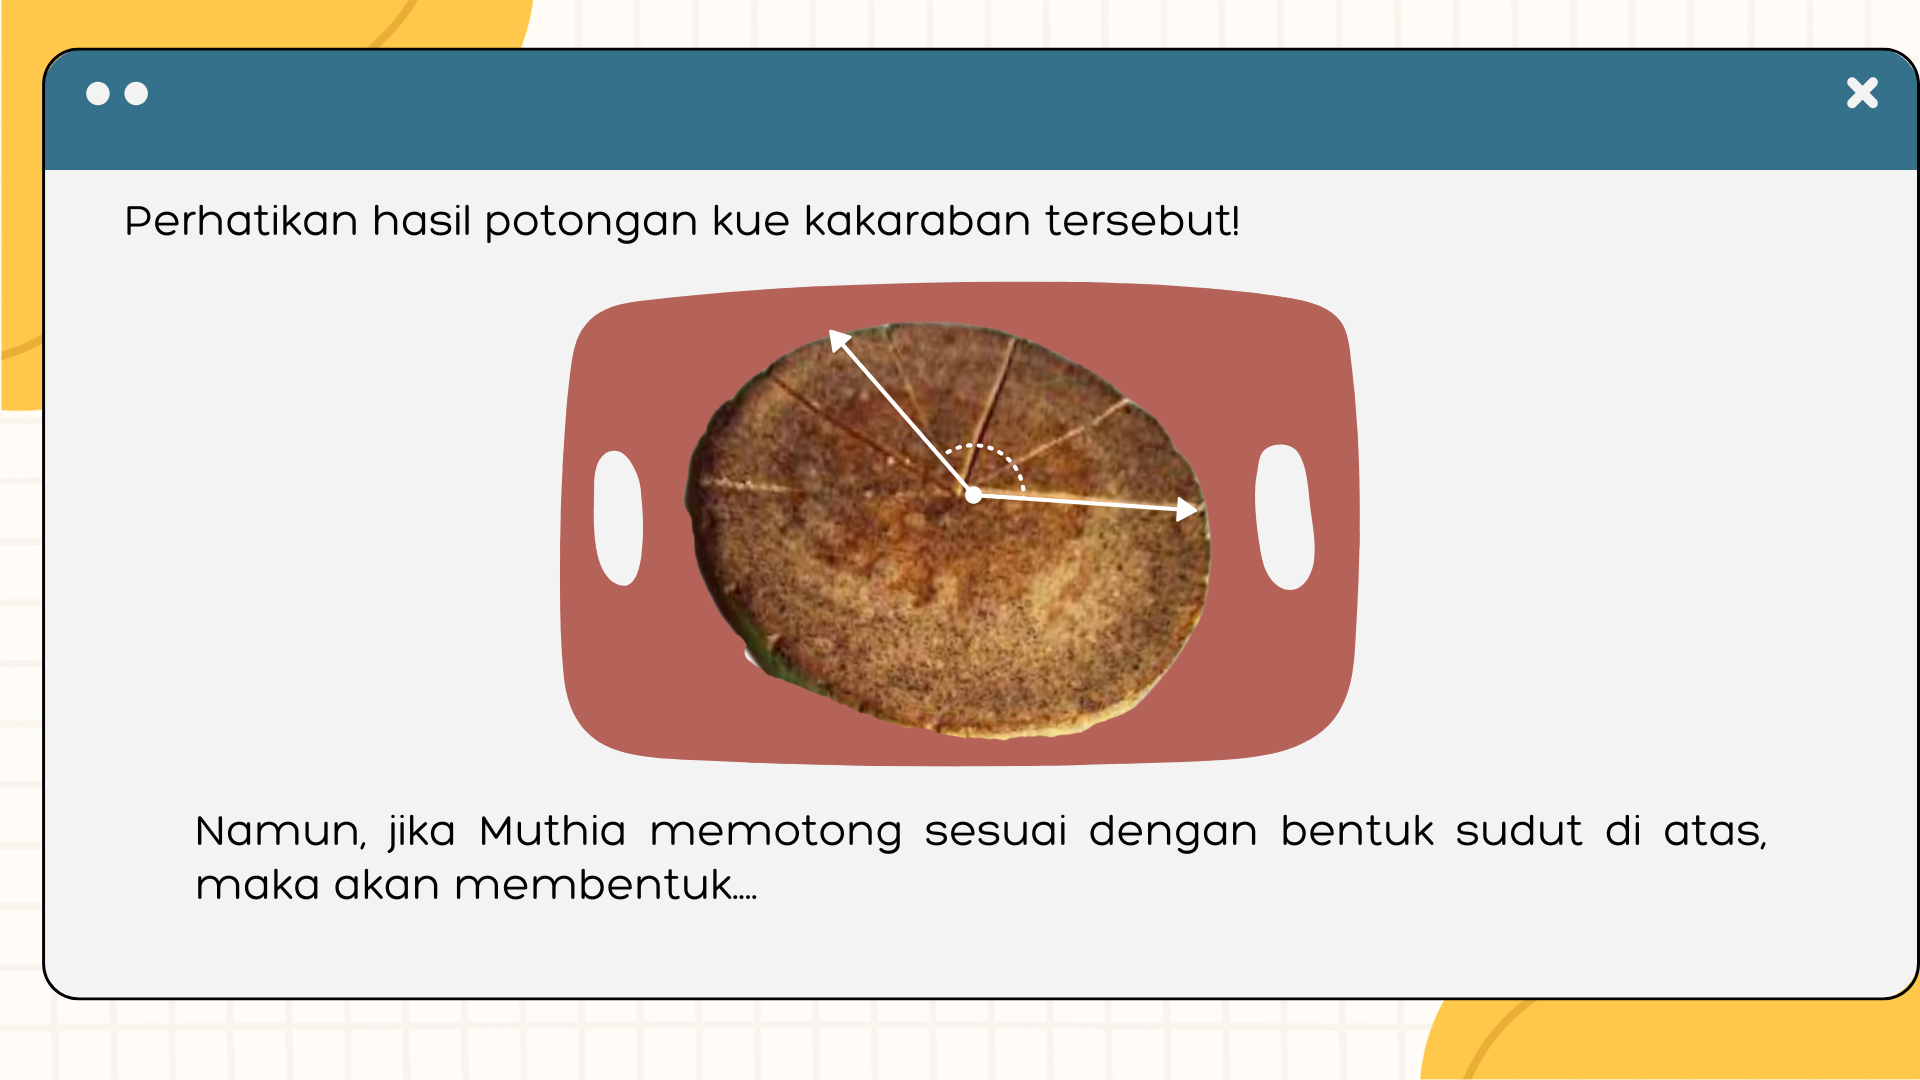 Perhatikan hasil potongan kue kakaraban tersebut!
Namun, jika Muthia memotong sesuai dengan bentuk sudut di atas,
maka akan membentuk....